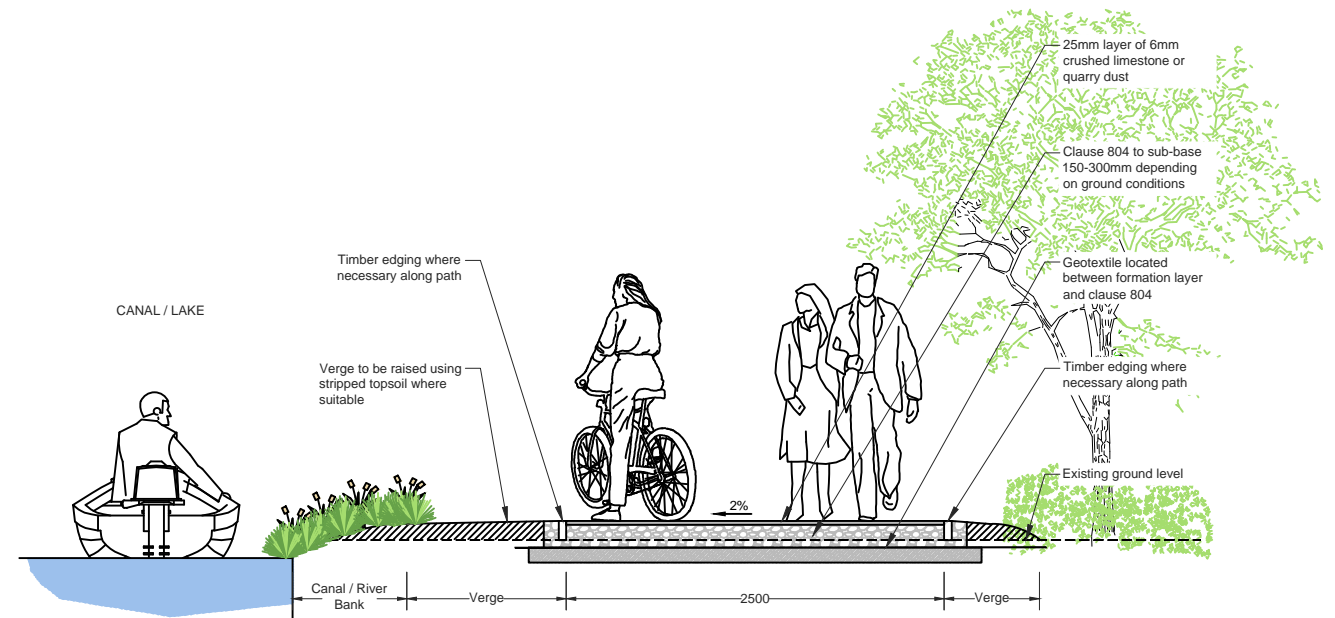 25mm layer of 6mm
crushed limestone or
quarry dust
Clause 804 to sub-base
150-300mm depending
on ground conditions
Timber edging where
necessary along path
Geotextile located
between formation layer
and clause 804
CANAL / LAKE
Verge to be raised using
stripped topsoil where
suitable
Timber edging where
necessary along path
Existing ground level
2%
Canal / River
Bank
Verge
2500
Verge